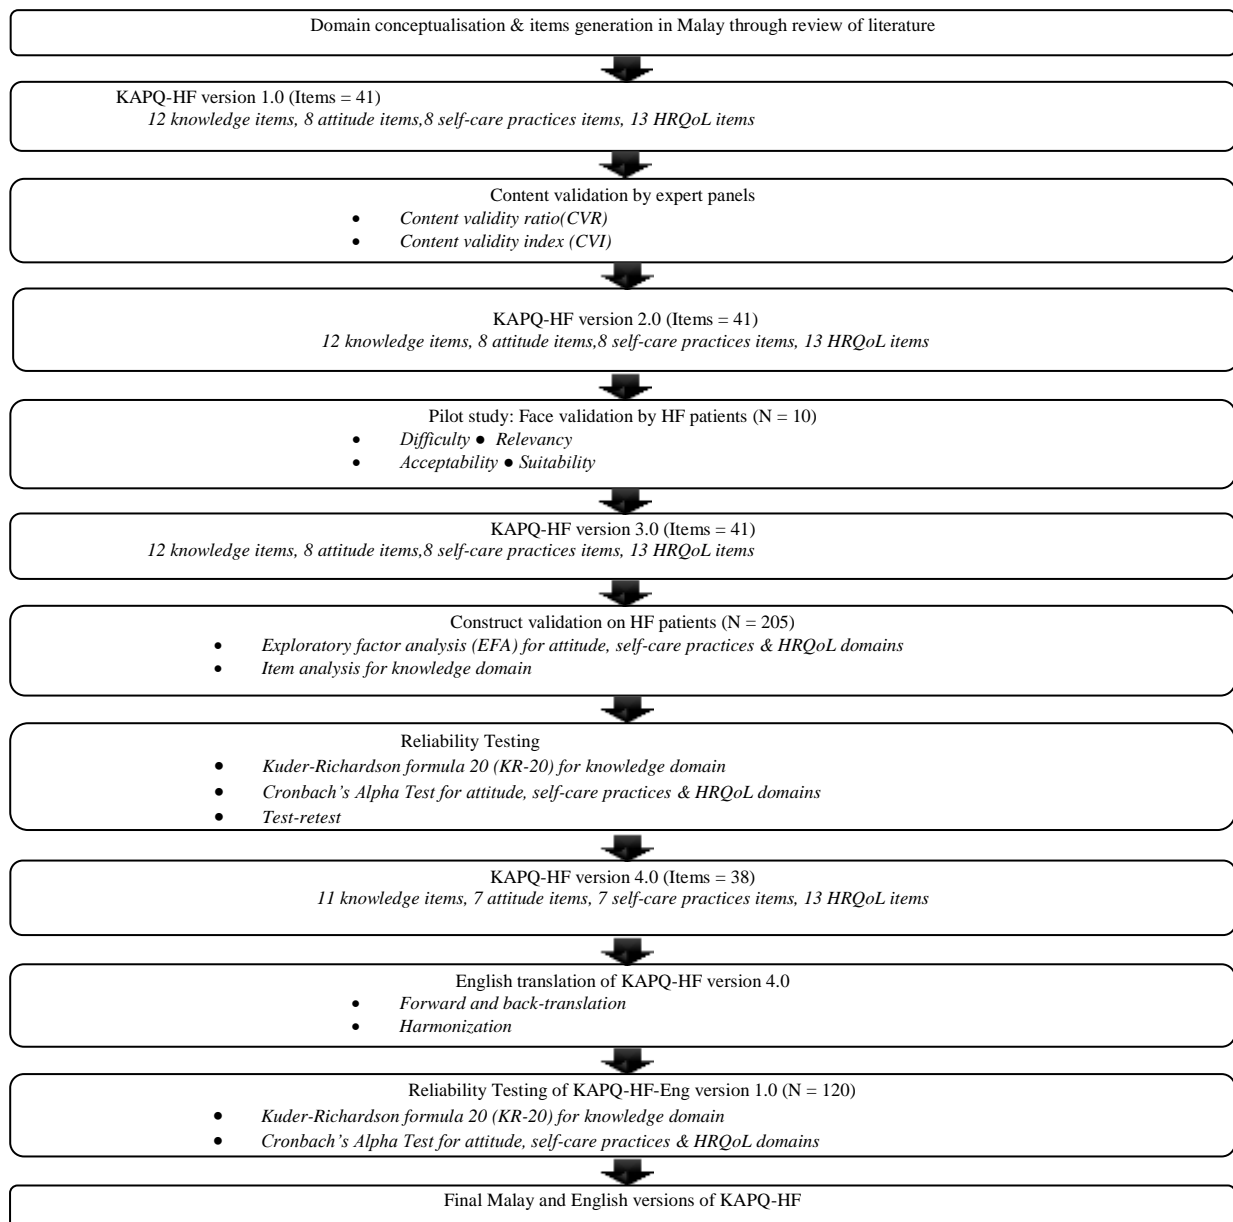 Domain conceptualisation & items generation in Malay through review of literature
KAPQ-HF version 1.0 (Items = 41)
12 knowledge items, 8 attitude items,8 self-care practices items, 13 HRQoL items
Content validation by expert panels
• Content validity ratio(CVR)
• Content validity index (CVI)
KAPQ-HF version 2.0 (Items = 41)
12 knowledge items, 8 attitude items,8 self-care practices items, 13 HRQoL items
Pilot study: Face validation by HF patients (N = 10)
• Difficulty ● Relevancy
• Acceptability ● Suitability
KAPQ-HF version 3.0 (Items = 41)
12 knowledge items, 8 attitude items,8 self-care practices items, 13 HRQoL items
Construct validation on HF patients (N = 205)
• Exploratory factor analysis (EFA) for attitude, self-care practices & HRQoL domains
• Item analysis for knowledge domain
Reliability Testing
• Kuder-Richardson formula 20 (KR-20) for knowledge domain
• Cronbach’s Alpha Test for attitude, self-care practices & HRQoL domains
• Test-retest
KAPQ-HF version 4.0 (Items = 38)
11 knowledge items, 7 attitude items, 7 self-care practices items, 13 HRQoL items
English translation of KAPQ-HF version 4.0
• Forward and back-translation
• Harmonization
Reliability Testing of KAPQ-HF-Eng version 1.0 (N = 120)
• Kuder-Richardson formula 20 (KR-20) for knowledge domain
• Cronbach’s Alpha Test for attitude, self-care practices & HRQoL domains
Final Malay and English versions of KAPQ-HF